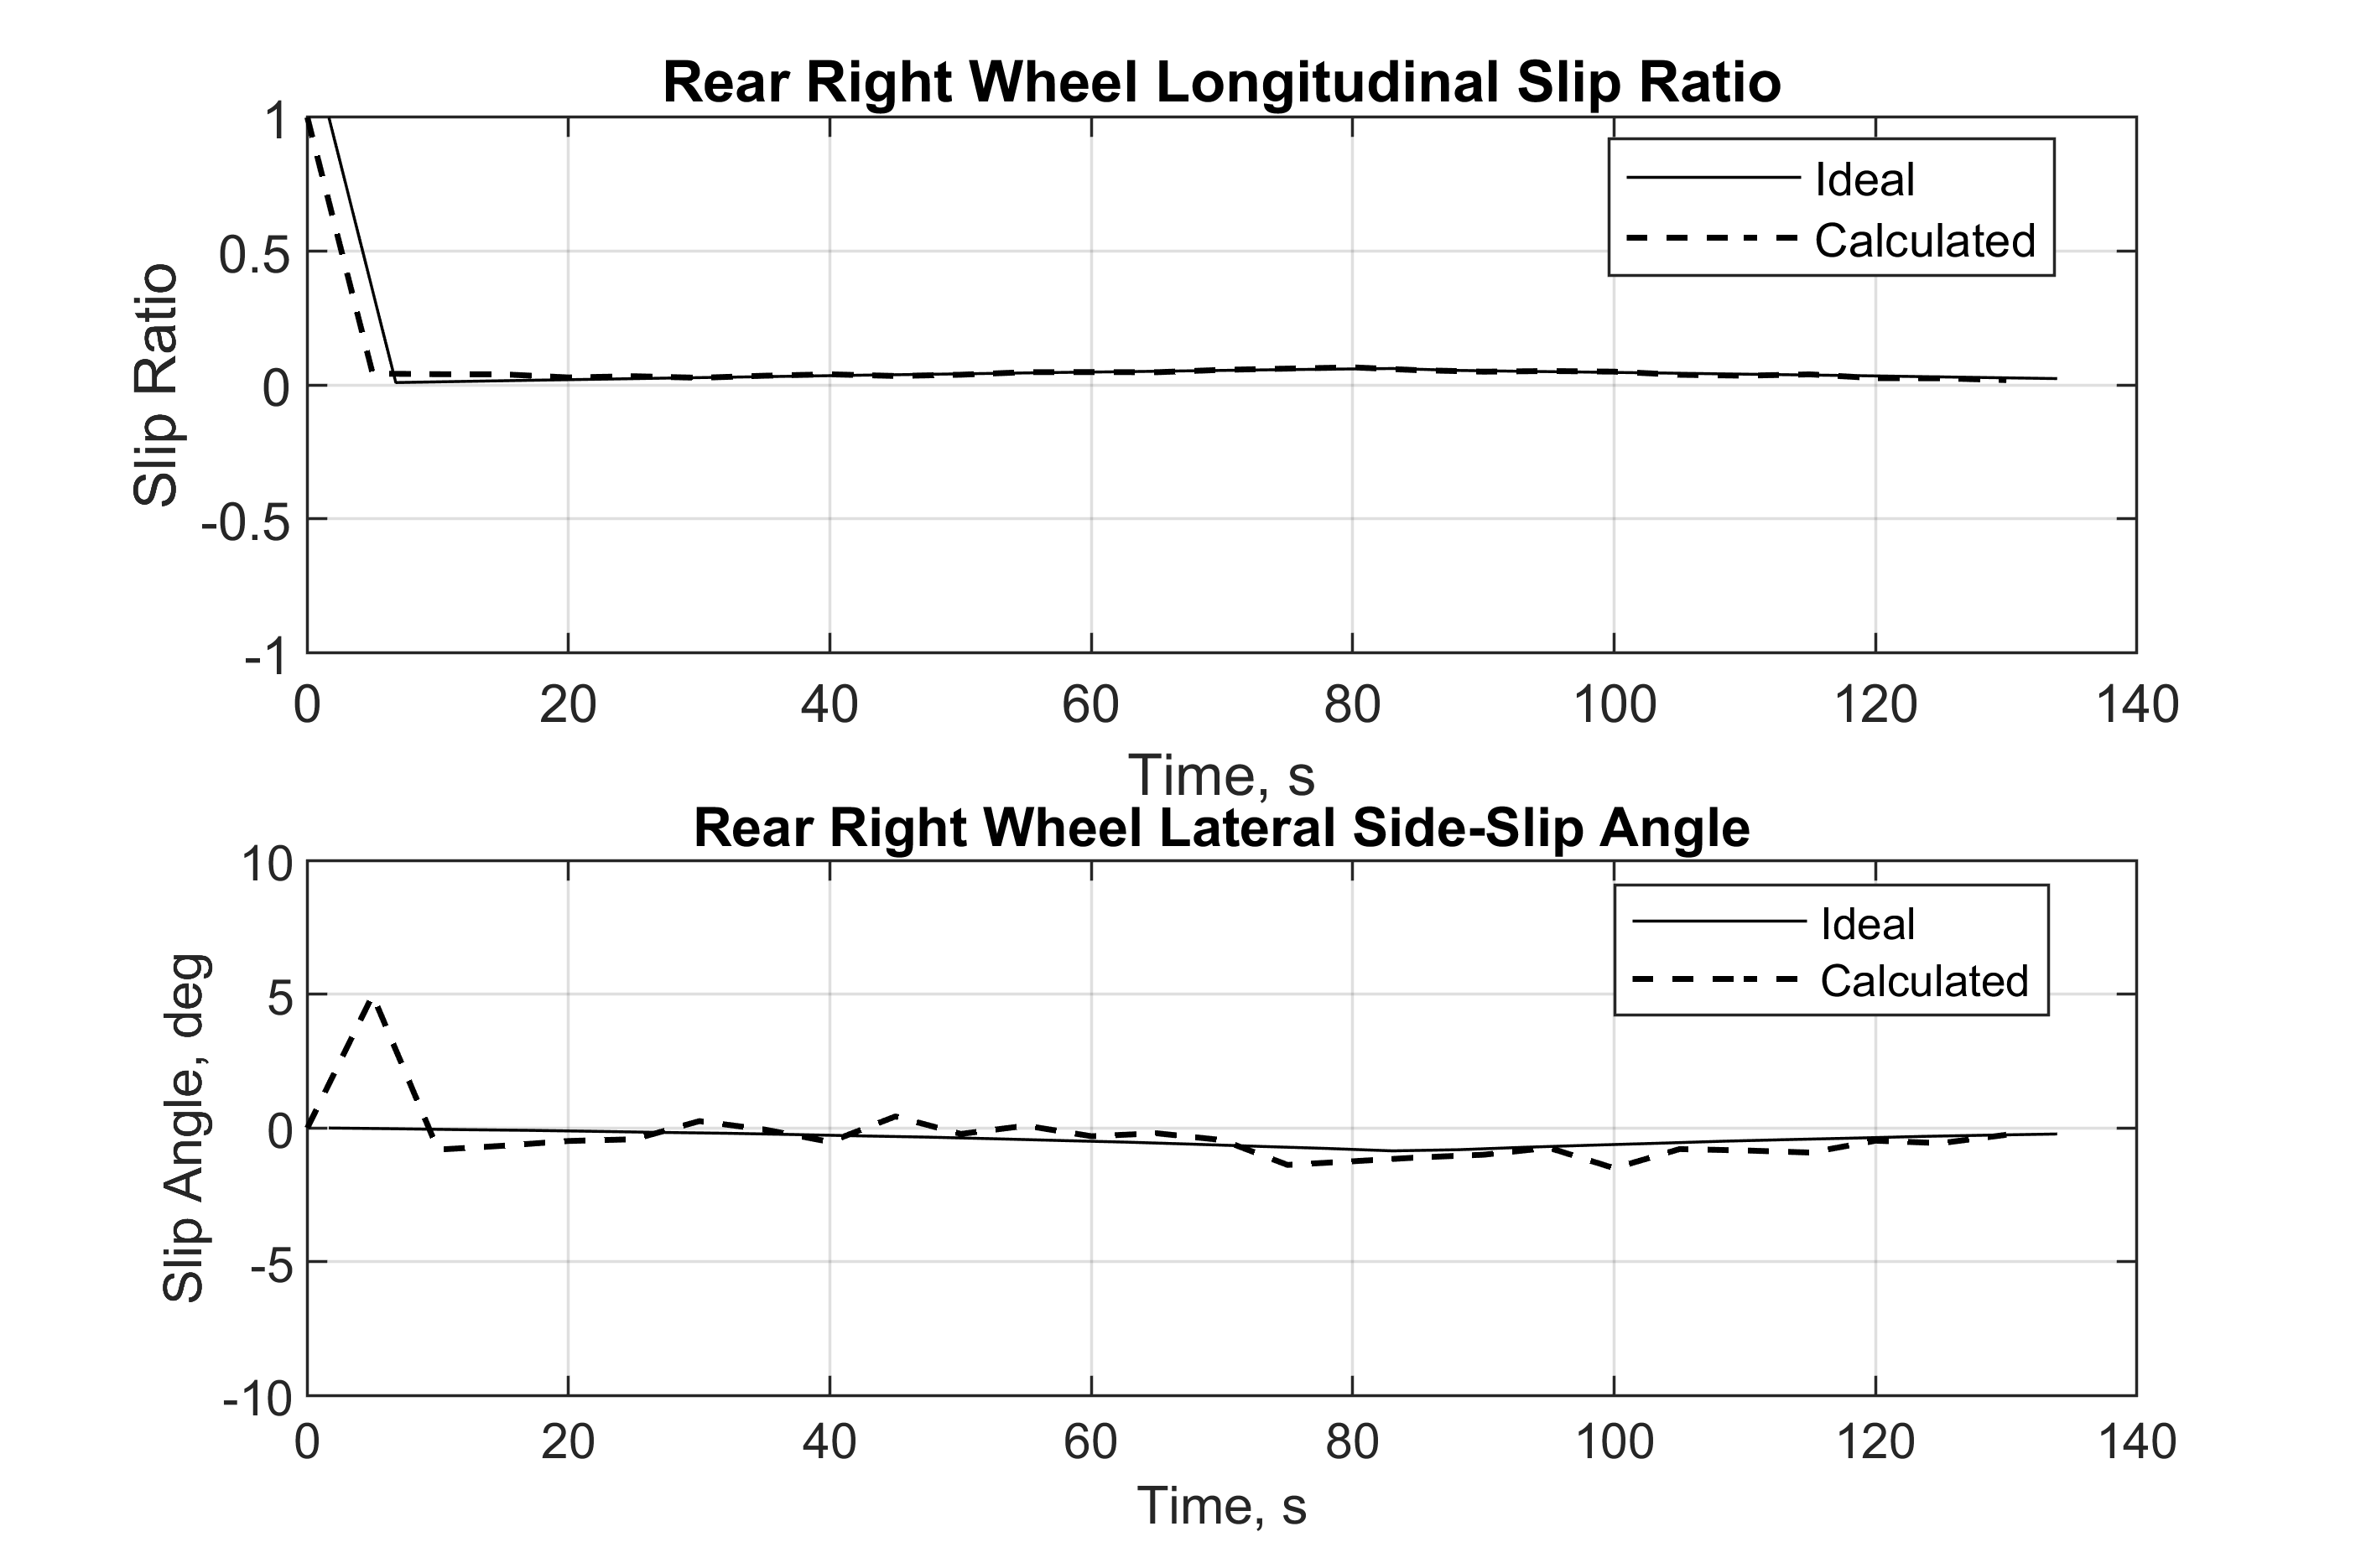 Rear Right Wheel Longitudinal Slip Ratio
1
0.5
0
-0.5
-1
Slip Ratio
Ideal
Calculated
0 20 40 60 80 100 120 140
Time, s
Rear Right Wheel Lateral Side-Slip Angle
10
5
0
-5
-10
Slip Angle, deg
Ideal
Calculated
0 20 40 60 80 100 120 140
Time, s